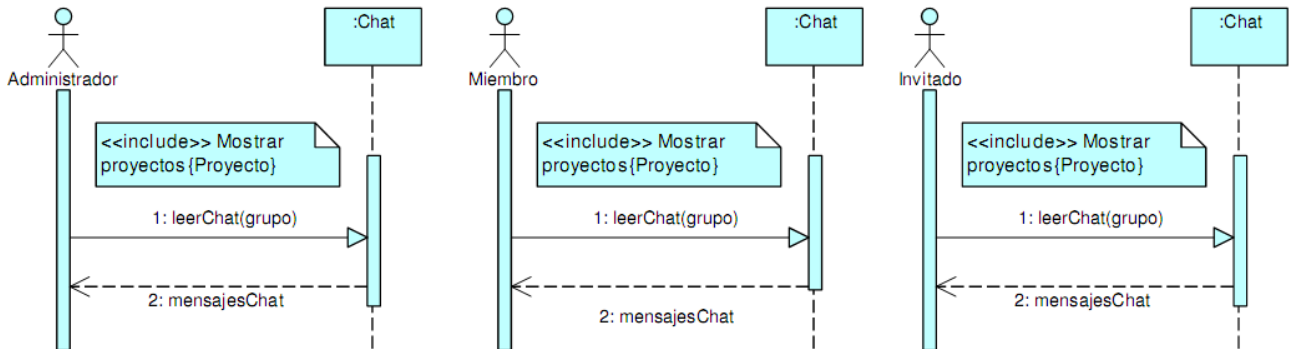 :Chat
Administrador
<<include>> Mostrar
proyectos{Proyecto}
1: leerChat(grupo)
2: mensajesChat
:Chat
Miembro
<<include>> Mostrar
proyectos{Proyecto}
1: leerChat(grupo)
2: mensajesChat
:Chat
Invitado
<<include>> Mostrar
proyectos{Proyecto}
1: leerChat(grupo)
2: mensajesChat